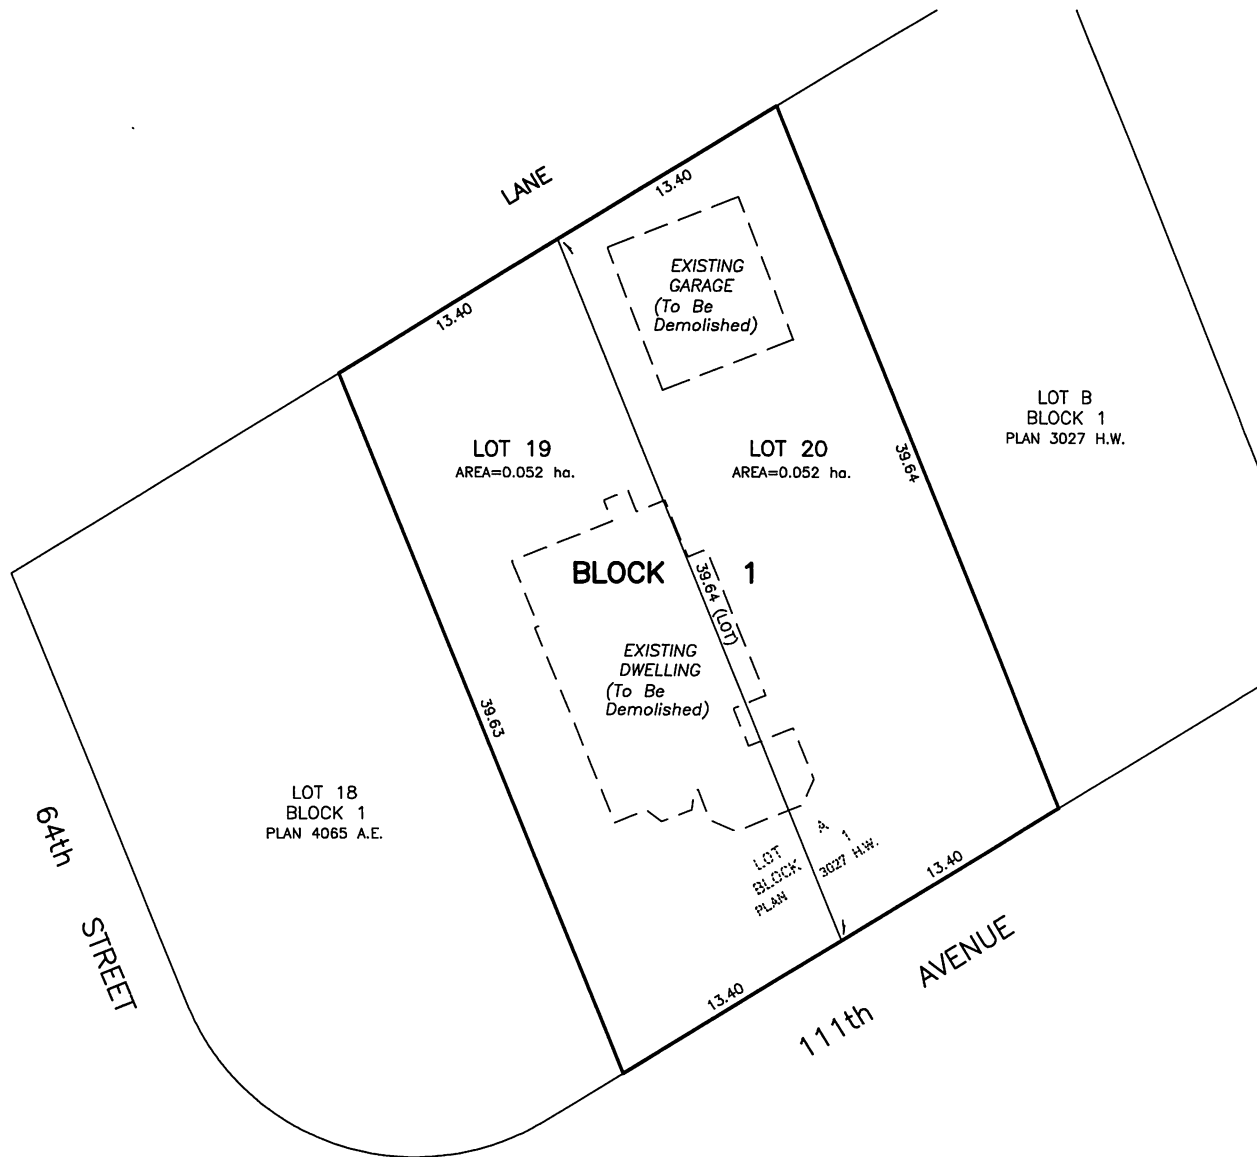 LANE
13.40
13.40
EXISTING
GARAGE
(To Be
Demolished)
LOT 19
AREA=0.052 ha.
LOT 20
AREA=0.052 ha.
39.64
LOT B
BLOCK 1
PLAN 3027 H.W.
BLOCK 1
39.64 (LOT)
EXISTING
DWELLING
(To Be
Demolished)
39.63
LOT 18
BLOCK 1
PLAN 4065 A.E.
64th STREET
LOT A
BLOCK 1
PLAN 3027 H.W.
13.40
13.40
111th AVENUE